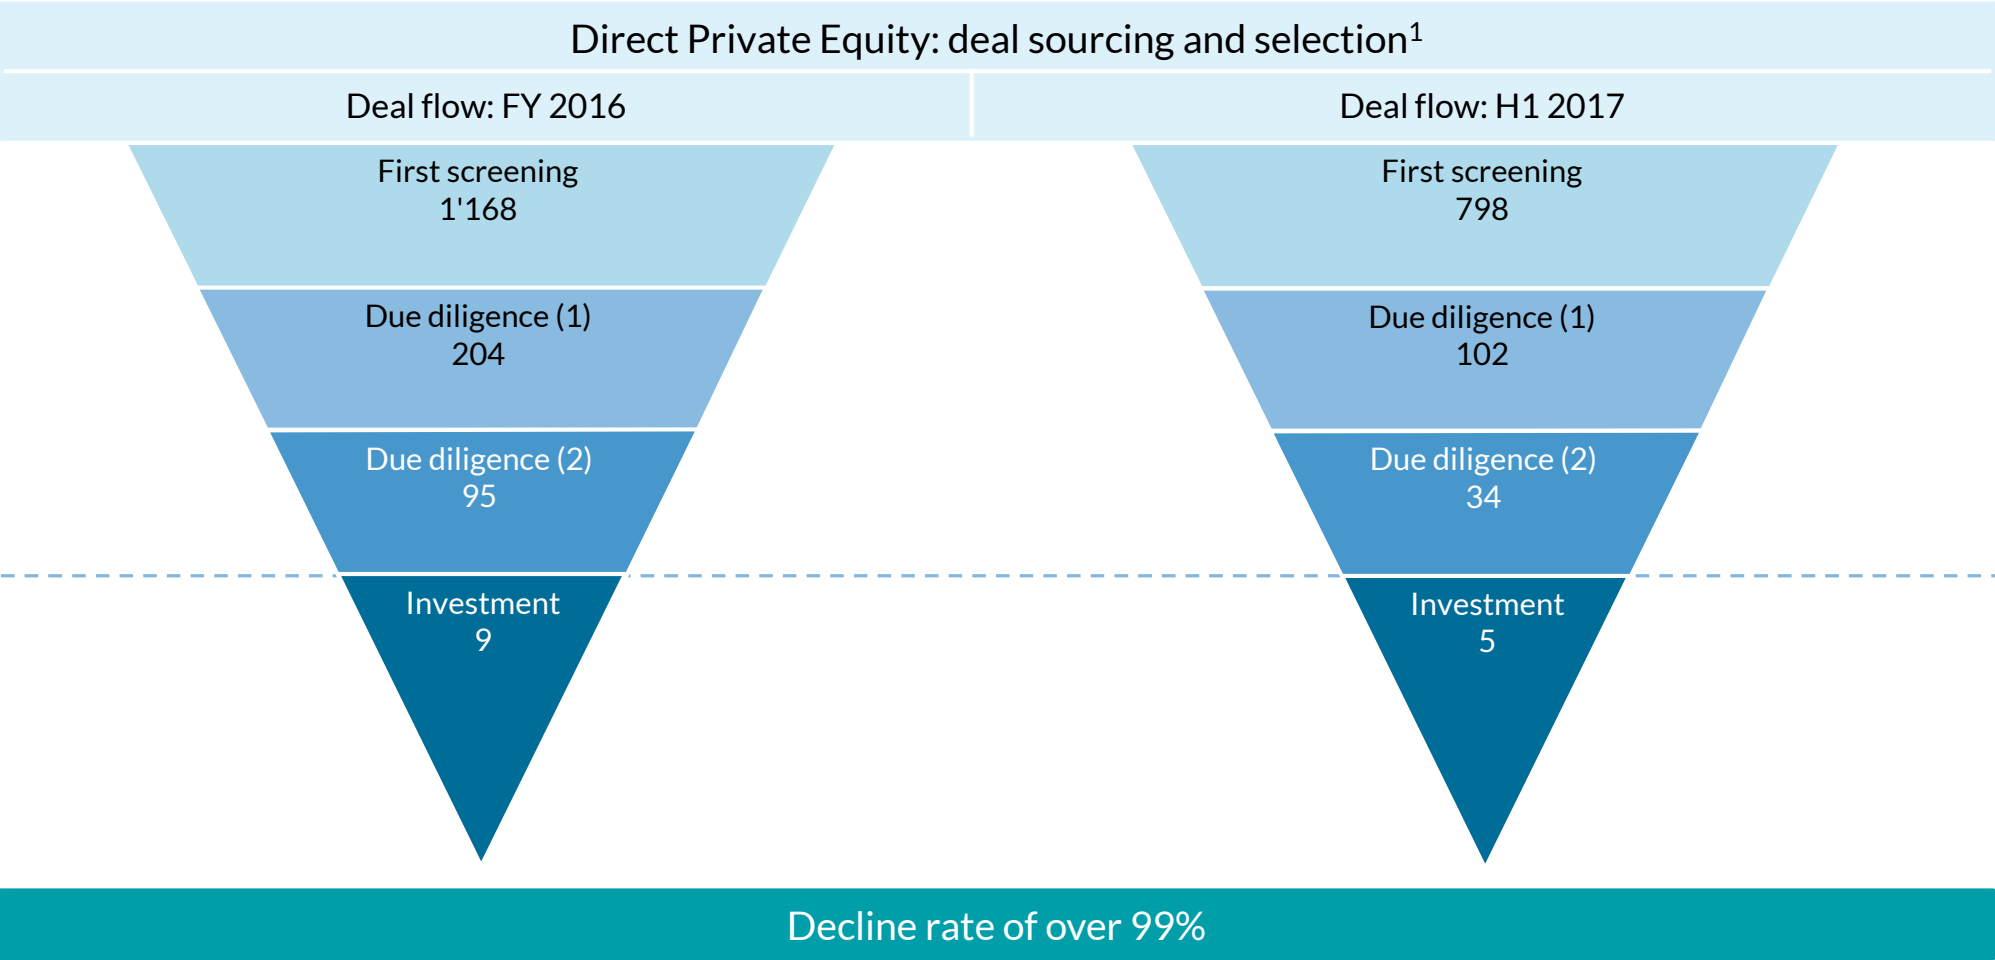 Direct Private Equity: deal sourcing and selection¹
Deal flow: FY 2016
Deal flow: H1 2017
First screening
1'168
Due diligence (1)
204
Due diligence (2)
95
Investment
9
First screening
798
Due diligence (1)
102
Due diligence (2)
34
Investment
5
Decline rate of over 99%